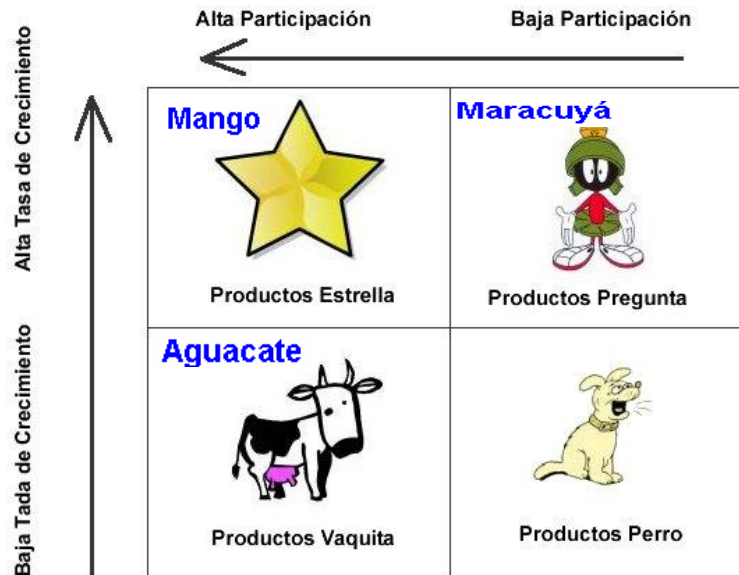 Alta Participación
Baja Participación
Alta Tasa de Crecimiento
Mango
Maracuyá
Productos Estrella
Productos Pregunta
Baja Tada de Crecimiento
Aguacate
Productos Vaquita
Productos Perro